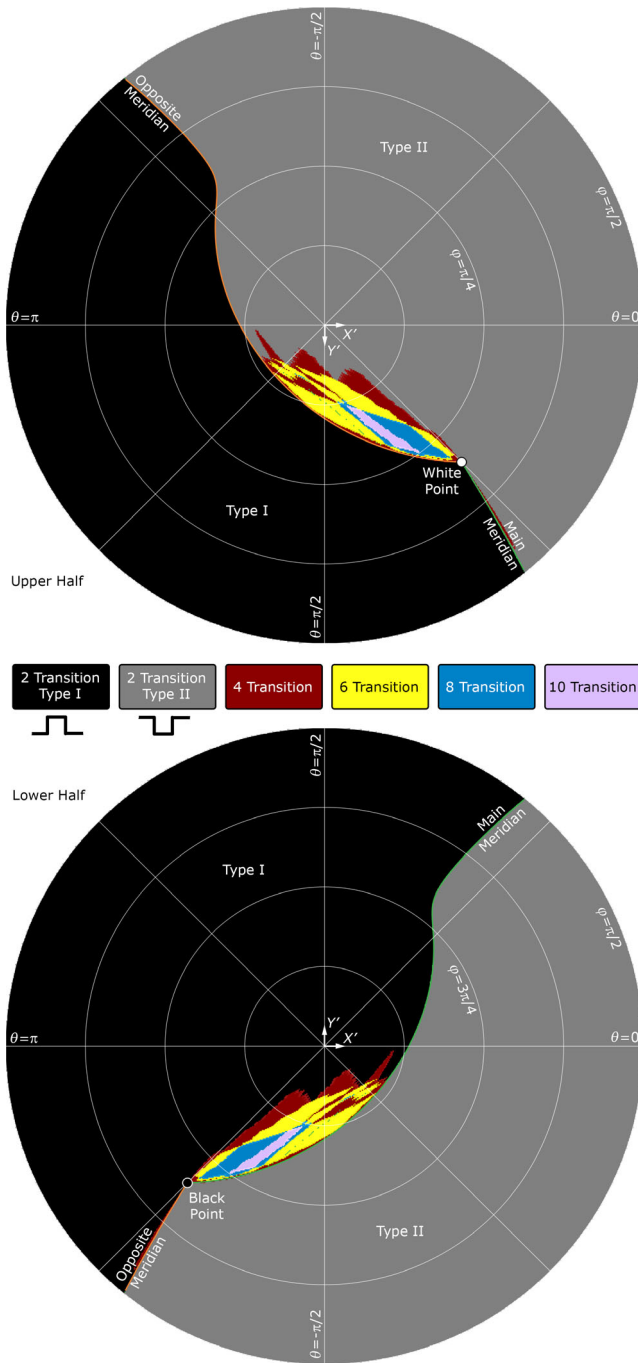 θ=-π/2
Opposite
Meridian
Type II
φ=π/2
φ=π/4
θ=π
θ=0
X'
Y'
White
Point
Type I
Main
Meridian
Upper Half
θ=π/2
2 Transition
Type I
2 Transition
Type II
4 Transition
6 Transition
8 Transition
10 Transition
Lower Half
θ=π/2
Main
Meridian
Type I
φ=π/2
φ=3π/4
Y'
X'
θ=π
θ=0
Black
Point
Type II
Opposite
Meridian
θ=-π/2